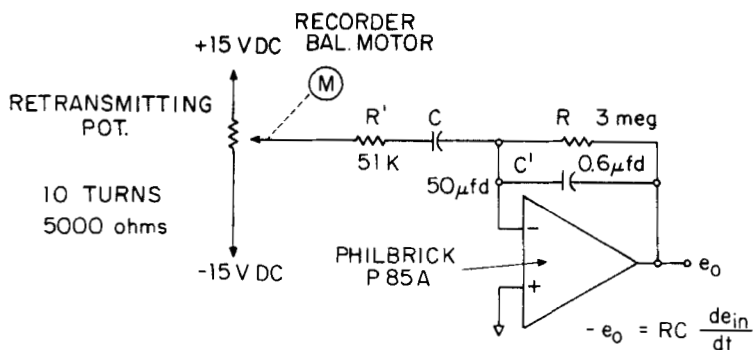 RECORDER
BAL. MOTOR
+15 V DC
M
RETRANSMITTING
POT.
R'
C
R 3 meg
51 K
C'
0.6μfd
50μfd
10 TURNS
5000 ohms
-15 V DC
PHILBRICK
P 85A
-
+
e₀
- e₀ = RC de_in/dt